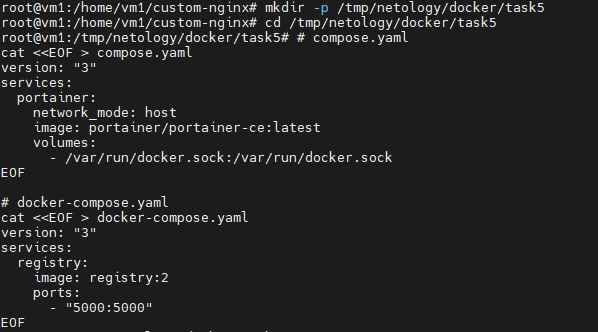 root@vm1:/home/vm1/custom-nginx# mkdir -p /tmp/netology/docker/task5
root@vm1:/home/vm1/custom-nginx# cd /tmp/netology/docker/task5
root@vm1:/tmp/netology/docker/task5# # compose.yaml
cat <<EOF > compose.yaml
version: "3"
services:
  portainer:
    network_mode: host
    image: portainer/portainer-ce:latest
    volumes:
      - /var/run/docker.sock:/var/run/docker.sock
EOF

# docker-compose.yaml
cat <<EOF > docker-compose.yaml
version: "3"
services:
  registry:
    image: registry:2
    ports:
      - "5000:5000"
EOF